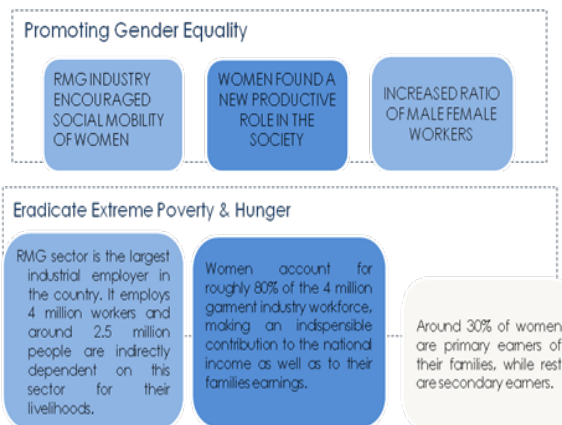 Promoting Gender Equality
RMG INDUSTRY
ENCOURAGED
SOCIAL MOBILITY
OF WOMEN
WOMEN FOUND A
NEW PRODUCTIVE
ROLE IN THE
SOCIETY
INCREASED RATIO
OF MALE FEMALE
WORKERS
Eradicate Extreme Poverty & Hunger
RMG sector is the largest
industrial employer in
the country. It employs
4 million workers and
around 2.5 million
people are indirectly
dependent on this
sector for their
livelihoods.
Women account for
roughly 80% of the 4 million
garment industry workforce,
making an indispensible
contribution to the national
income as well as to their
families earnings.
Around 30% of women
are primary earners of
their families, while rest
are secondary earners.